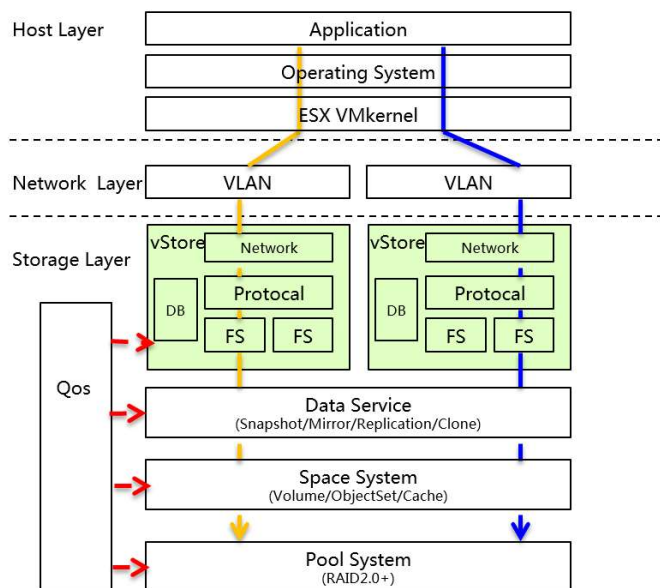 Host Layer
Application
Operating System
ESX VMkernel
Network Layer
VLAN
VLAN
Storage Layer
vStore
Network
Protocal
DB
FS
FS
vStore
Network
Protocal
DB
FS
FS
Qos
Data Service
(Snapshot/Mirror/Replication/Clone)
Space System
(Volume/ObjectSet/Cache)
Pool System
(RAID2.0+)